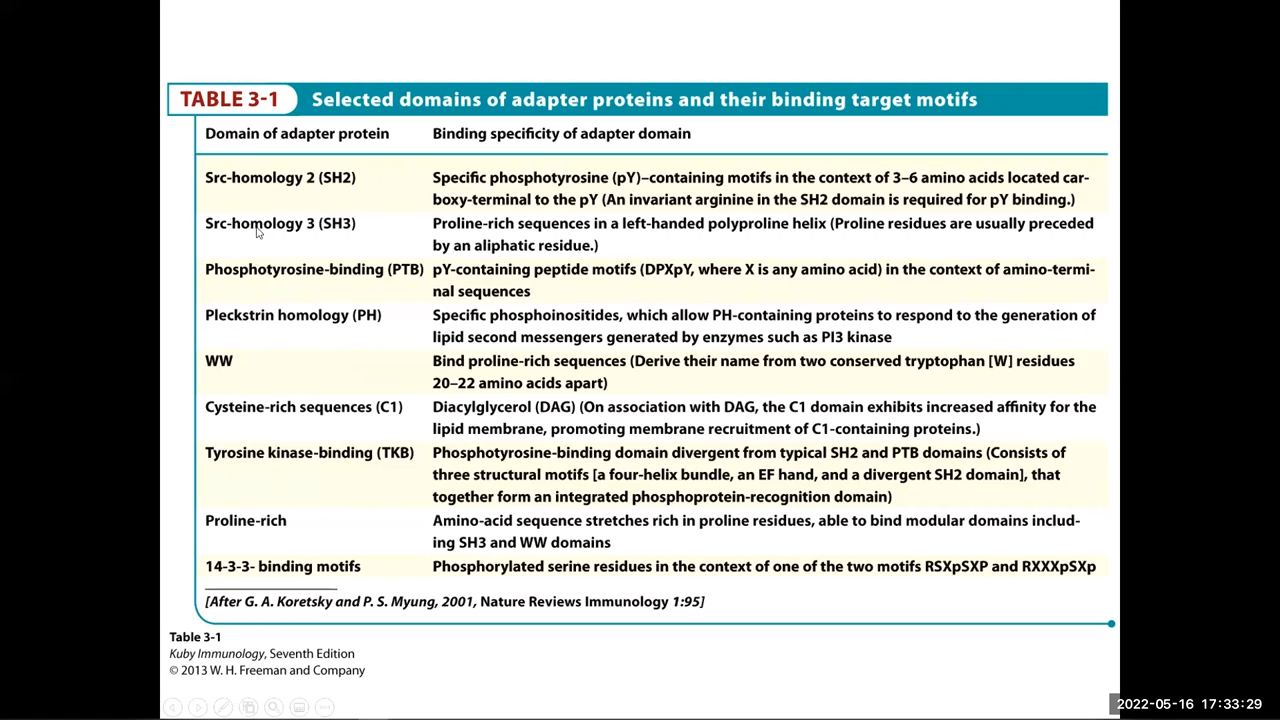 TABLE 3-1 Selected domains of adapter proteins and their binding target motifs
Domain of adapter protein Binding specificity of adapter domain
Src-homology 2 (SH2) Specific phosphotyrosine (pY)–containing motifs in the context of 3–6 amino acids located car-
boxy-terminal to the pY (An invariant arginine in the SH2 domain is required for pY binding.)
Src-homology 3 (SH3) Proline-rich sequences in a left-handed polyproline helix (Proline residues are usually preceded
by an aliphatic residue.)
Phosphotyrosine-binding (PTB) pY-containing peptide motifs (DPXpY, where X is any amino acid) in the context of amino-termi-
nal sequences
Pleckstrin homology (PH) Specific phosphoinositides, which allow PH-containing proteins to respond to the generation of
lipid second messengers generated by enzymes such as PI3 kinase
WW Bind proline-rich sequences (Derive their name from two conserved tryptophan [W] residues
20–22 amino acids apart)
Cysteine-rich sequences (C1) Diacylglycerol (DAG) (On association with DAG, the C1 domain exhibits increased affinity for the
lipid membrane, promoting membrane recruitment of C1-containing proteins.)
Tyrosine kinase-binding (TKB) Phosphotyrosine-binding domain divergent from typical SH2 and PTB domains (Consists of
three structural motifs [a four-helix bundle, an EF hand, and a divergent SH2 domain], that
together form an integrated phosphoprotein-recognition domain)
Proline-rich Amino-acid sequence stretches rich in proline residues, able to bind modular domains includ-
ing SH3 and WW domains
14-3-3- binding motifs Phosphorylated serine residues in the context of one of the two motifs RSXpSXP and RXXXpSXp
[After G. A. Koretsky and P. S. Myung, 2001, Nature Reviews Immunology 1:95]
Table 3-1
Kuby Immunology, Seventh Edition
© 2013 W. H. Freeman and Company
2022-05-16 17:33:29